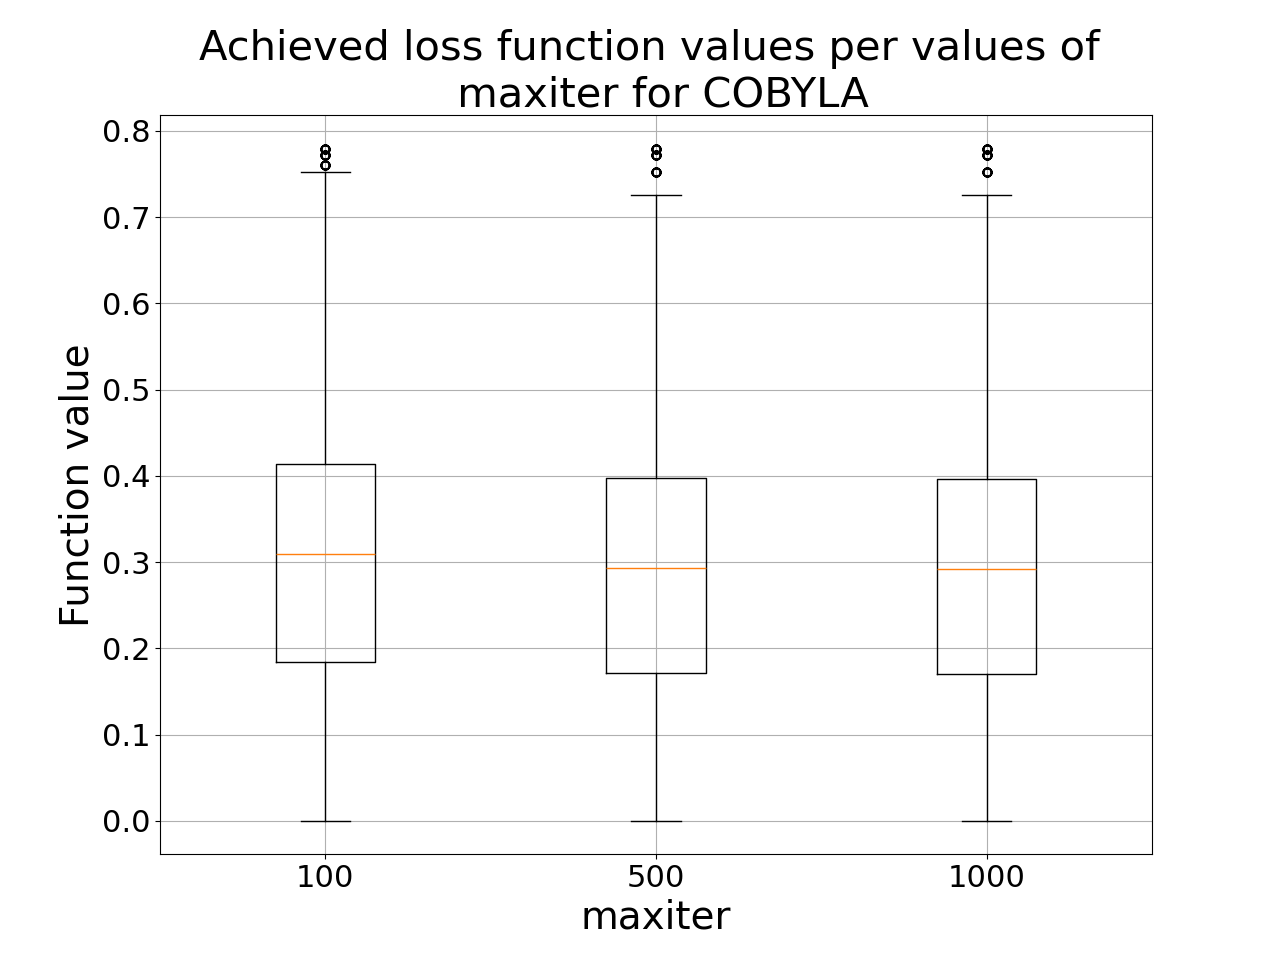 Achieved loss function values per values of
maxiter for COBYLA
0.8
0.7
0.6
0.5
0.4
0.3
0.2
0.1
0.0
Function value
100 500 1000
maxiter